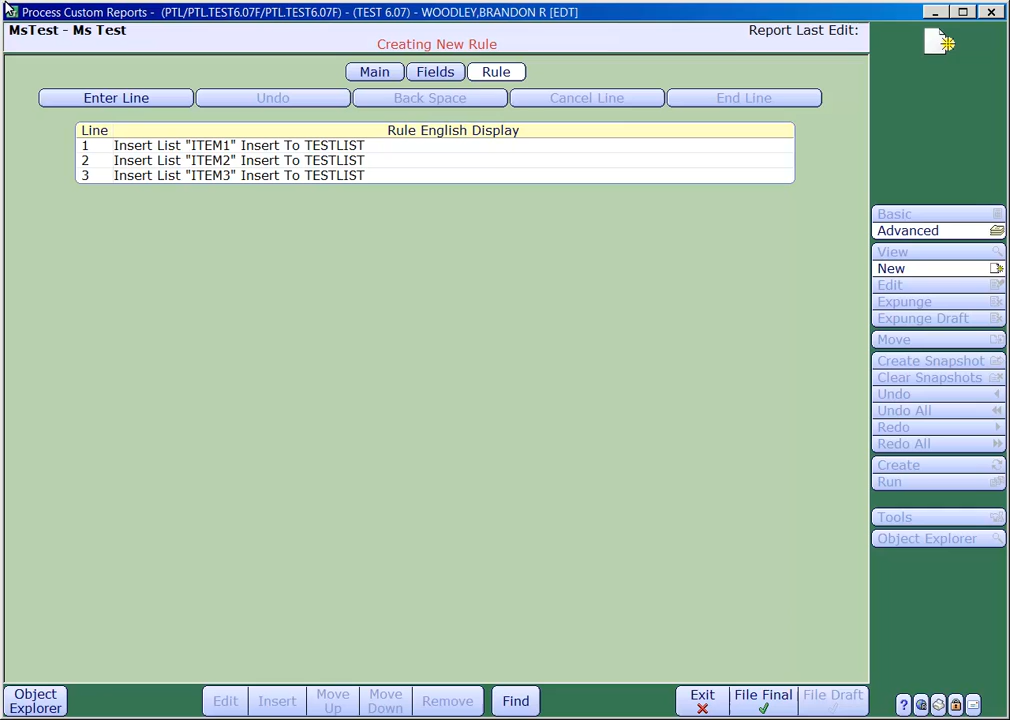 Process Custom Reports - (PTL/PTL.TEST6.07F/PTL.TEST6.07F) - (TEST 6.07) - WOODLEY,BRANDON R [EDT]
MsTest - Ms Test
Report Last Edit:
Creating New Rule
Main Fields Rule
Enter Line Undo Back Space Cancel Line End Line
Line Rule English Display
1 Insert List "ITEM1" Insert To TESTLIST
2 Insert List "ITEM2" Insert To TESTLIST
3 Insert List "ITEM3" Insert To TESTLIST
Basic
Advanced
View
New
Edit
Expunge
Expunge Draft
Move
Create Snapshot
Clear Snapshots
Undo
Undo All
Redo
Redo All
Create
Run
Tools
Object Explorer
Object
Explorer
Edit
Insert
Move
Up
Move
Down
Remove
Find
Exit
File Final
File Draft
?